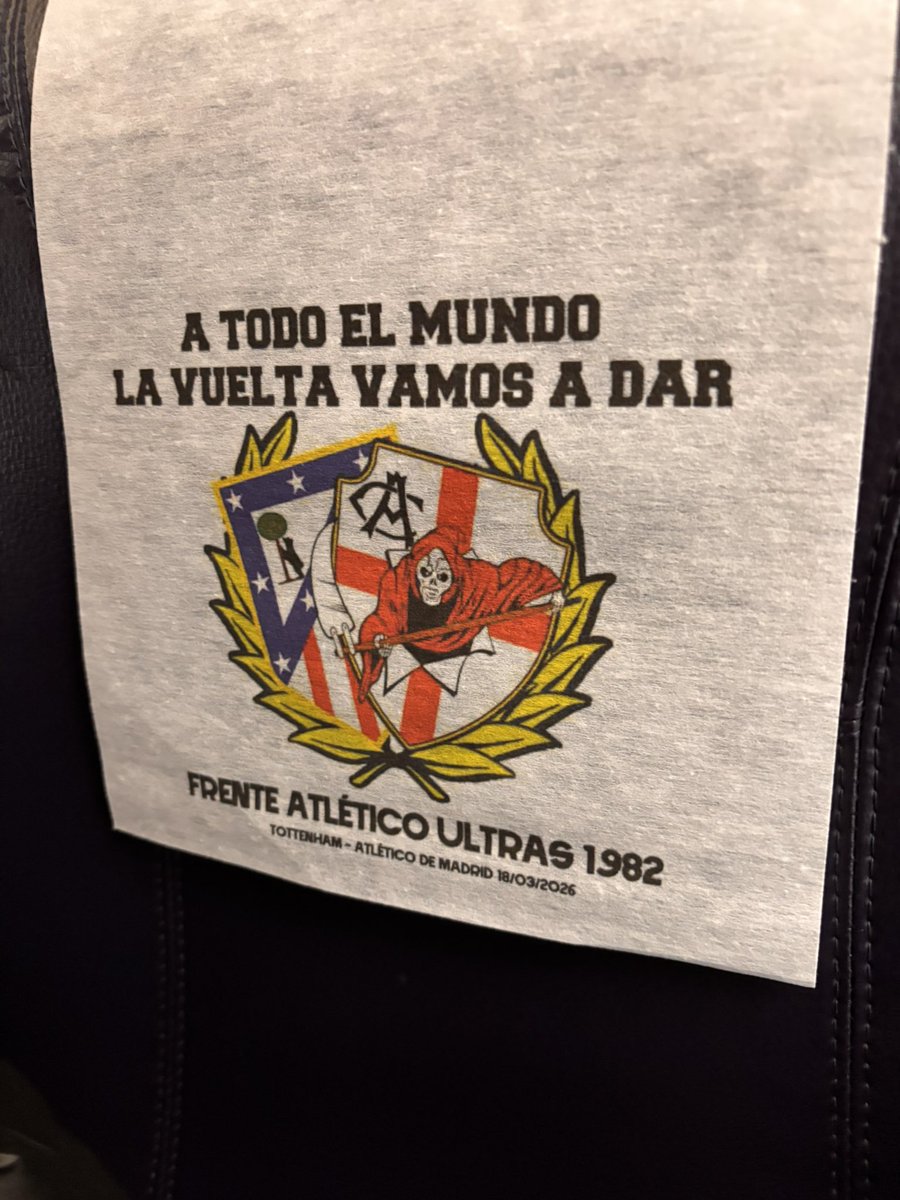 A TODO EL MUNDO
LA VUELTA VAMOS A DAR
FRENTE ATLÉTICO ULTRAS 1982
TOTTENHAM - ATLÉTICO DE MADRID 18/03/2026